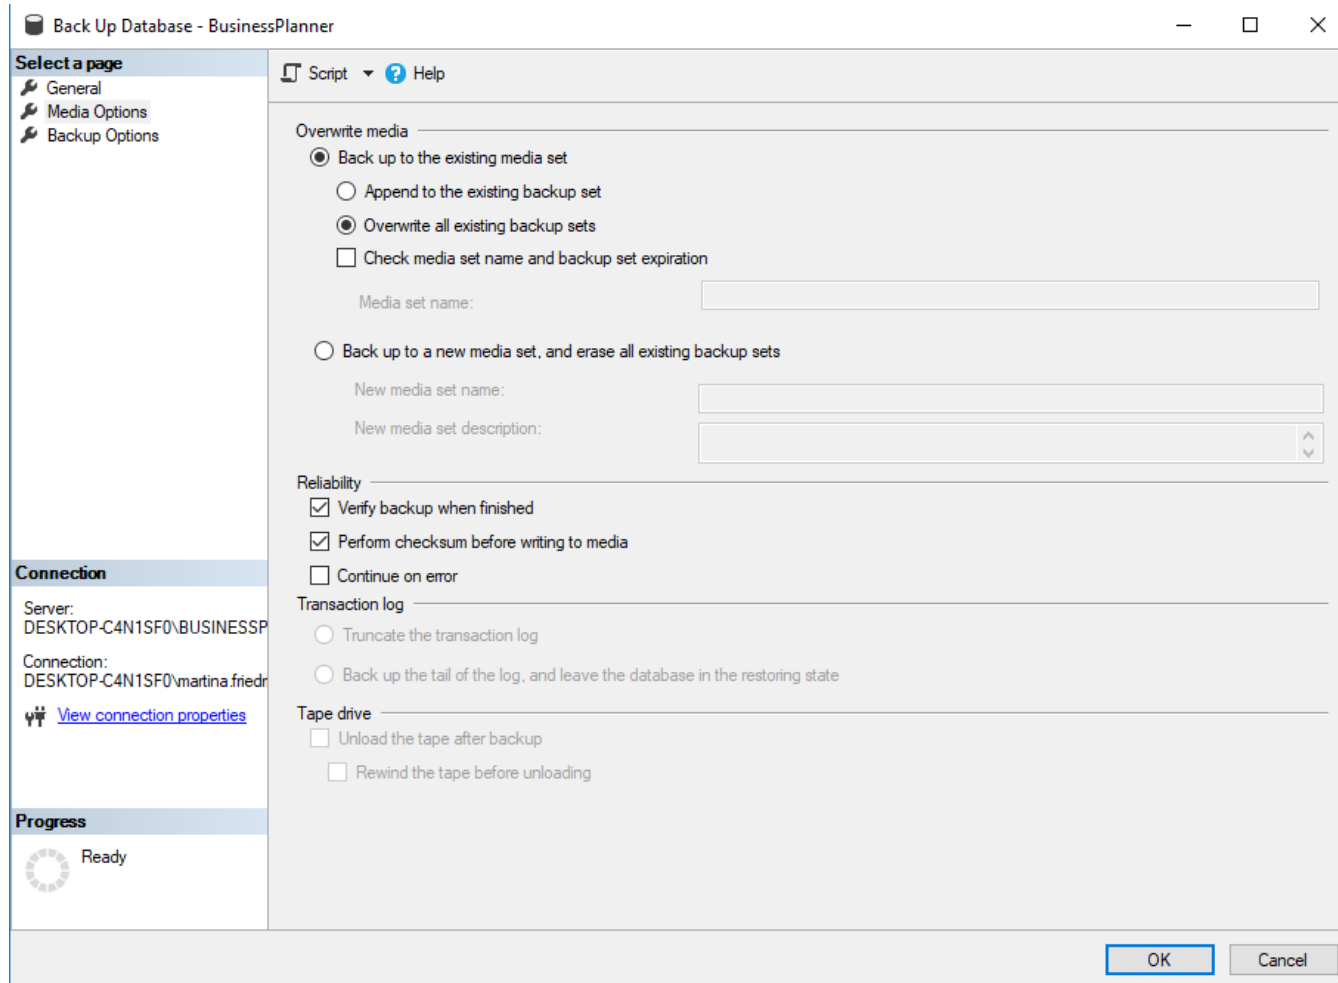 Back Up Database - BusinessPlanner
Select a page
General
Media Options
Backup Options
Script
Help
Overwrite media
Back up to the existing media set
Append to the existing backup set
Overwrite all existing backup sets
Check media set name and backup set expiration
Media set name:
Back up to a new media set, and erase all existing backup sets
New media set name:
New media set description:
Reliability
Verify backup when finished
Perform checksum before writing to media
Continue on error
Transaction log
Truncate the transaction log
Back up the tail of the log, and leave the database in the restoring state
Tape drive
Unload the tape after backup
Rewind the tape before unloading
Connection
Server:
DESKTOP-C4N1SF0\BUSINESSP
Connection:
DESKTOP-C4N1SF0\martina.friedr
View connection properties
Progress
Ready
OK
Cancel